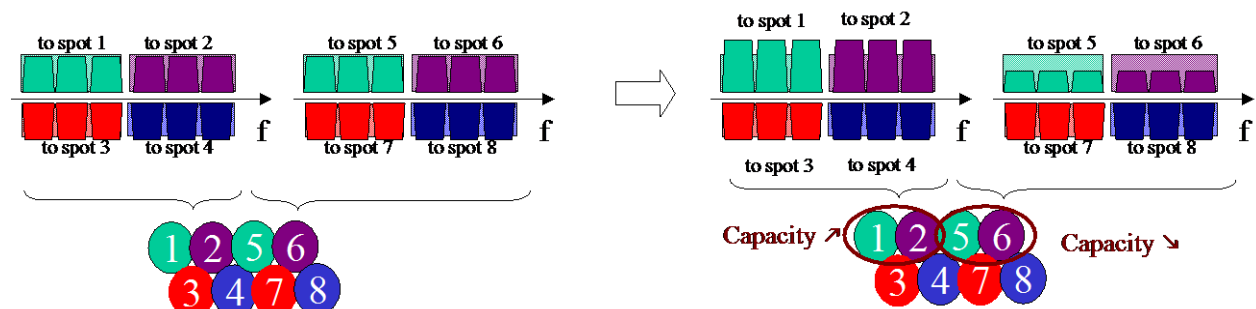 to spot 1 to spot 2 to spot 5 to spot 6
f f
to spot 3 to spot 4 to spot 7 to spot 8
1 2 5 6
3 4 7 8
to spot 1 to spot 2
to spot 5 to spot 6
f f
to spot 7 to spot 8
to spot 3 to spot 4
Capacity ↗ 1 2 5 6 Capacity ↘
3 4 7 8